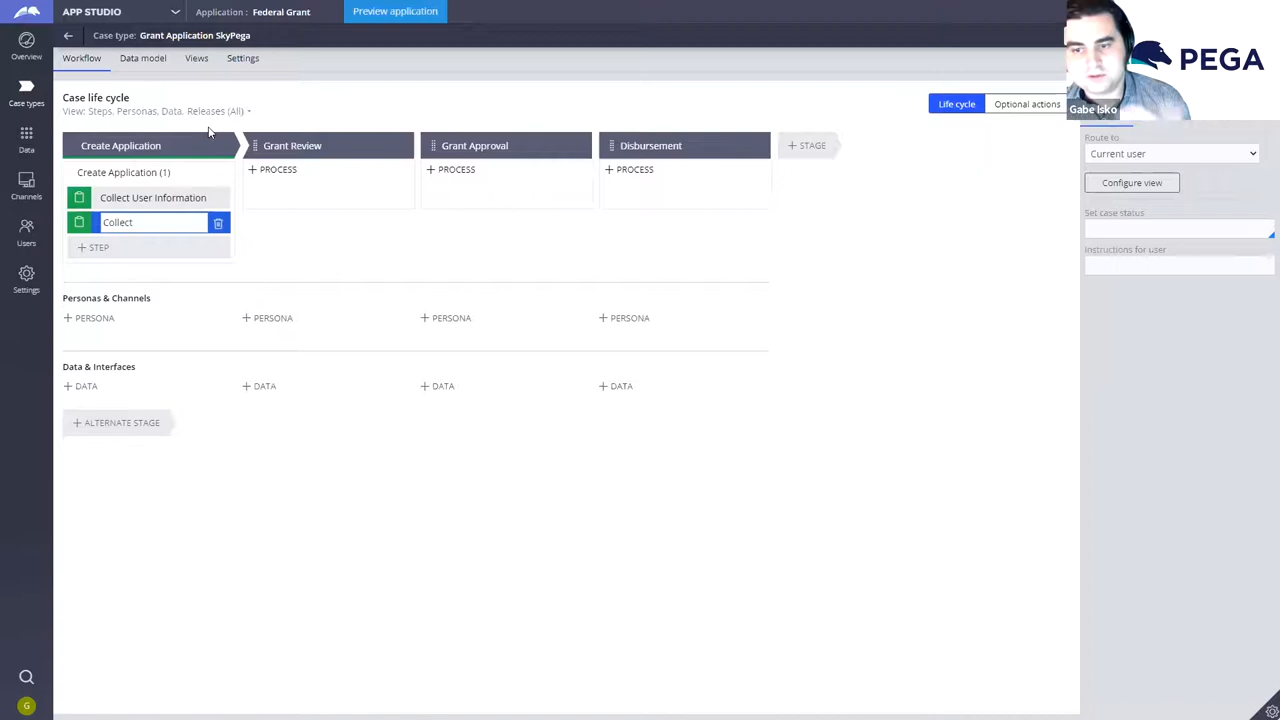 APP STUDIO
Application : Federal Grant
Preview application
Case type: Grant Application SkyPega
Workflow
Data model
Views
Settings
Overview
Case types
Data
Channels
Users
Settings
G
Case life cycle
View: Steps, Personas, Data, Releases (All)
Life cycle
Optional actions
Create Application
Grant Review
Grant Approval
Disbursement
+ STAGE
Create Application (1)
+ PROCESS
+ PROCESS
+ PROCESS
Collect User Information
Collect
+ STEP
Personas & Channels
+ PERSONA
+ PERSONA
+ PERSONA
+ PERSONA
Data & Interfaces
+ DATA
+ DATA
+ DATA
+ DATA
+ ALTERNATE STAGE
PEGA
Gabe Isko
Route to
Current user
Configure view
Set case status
Instructions for user